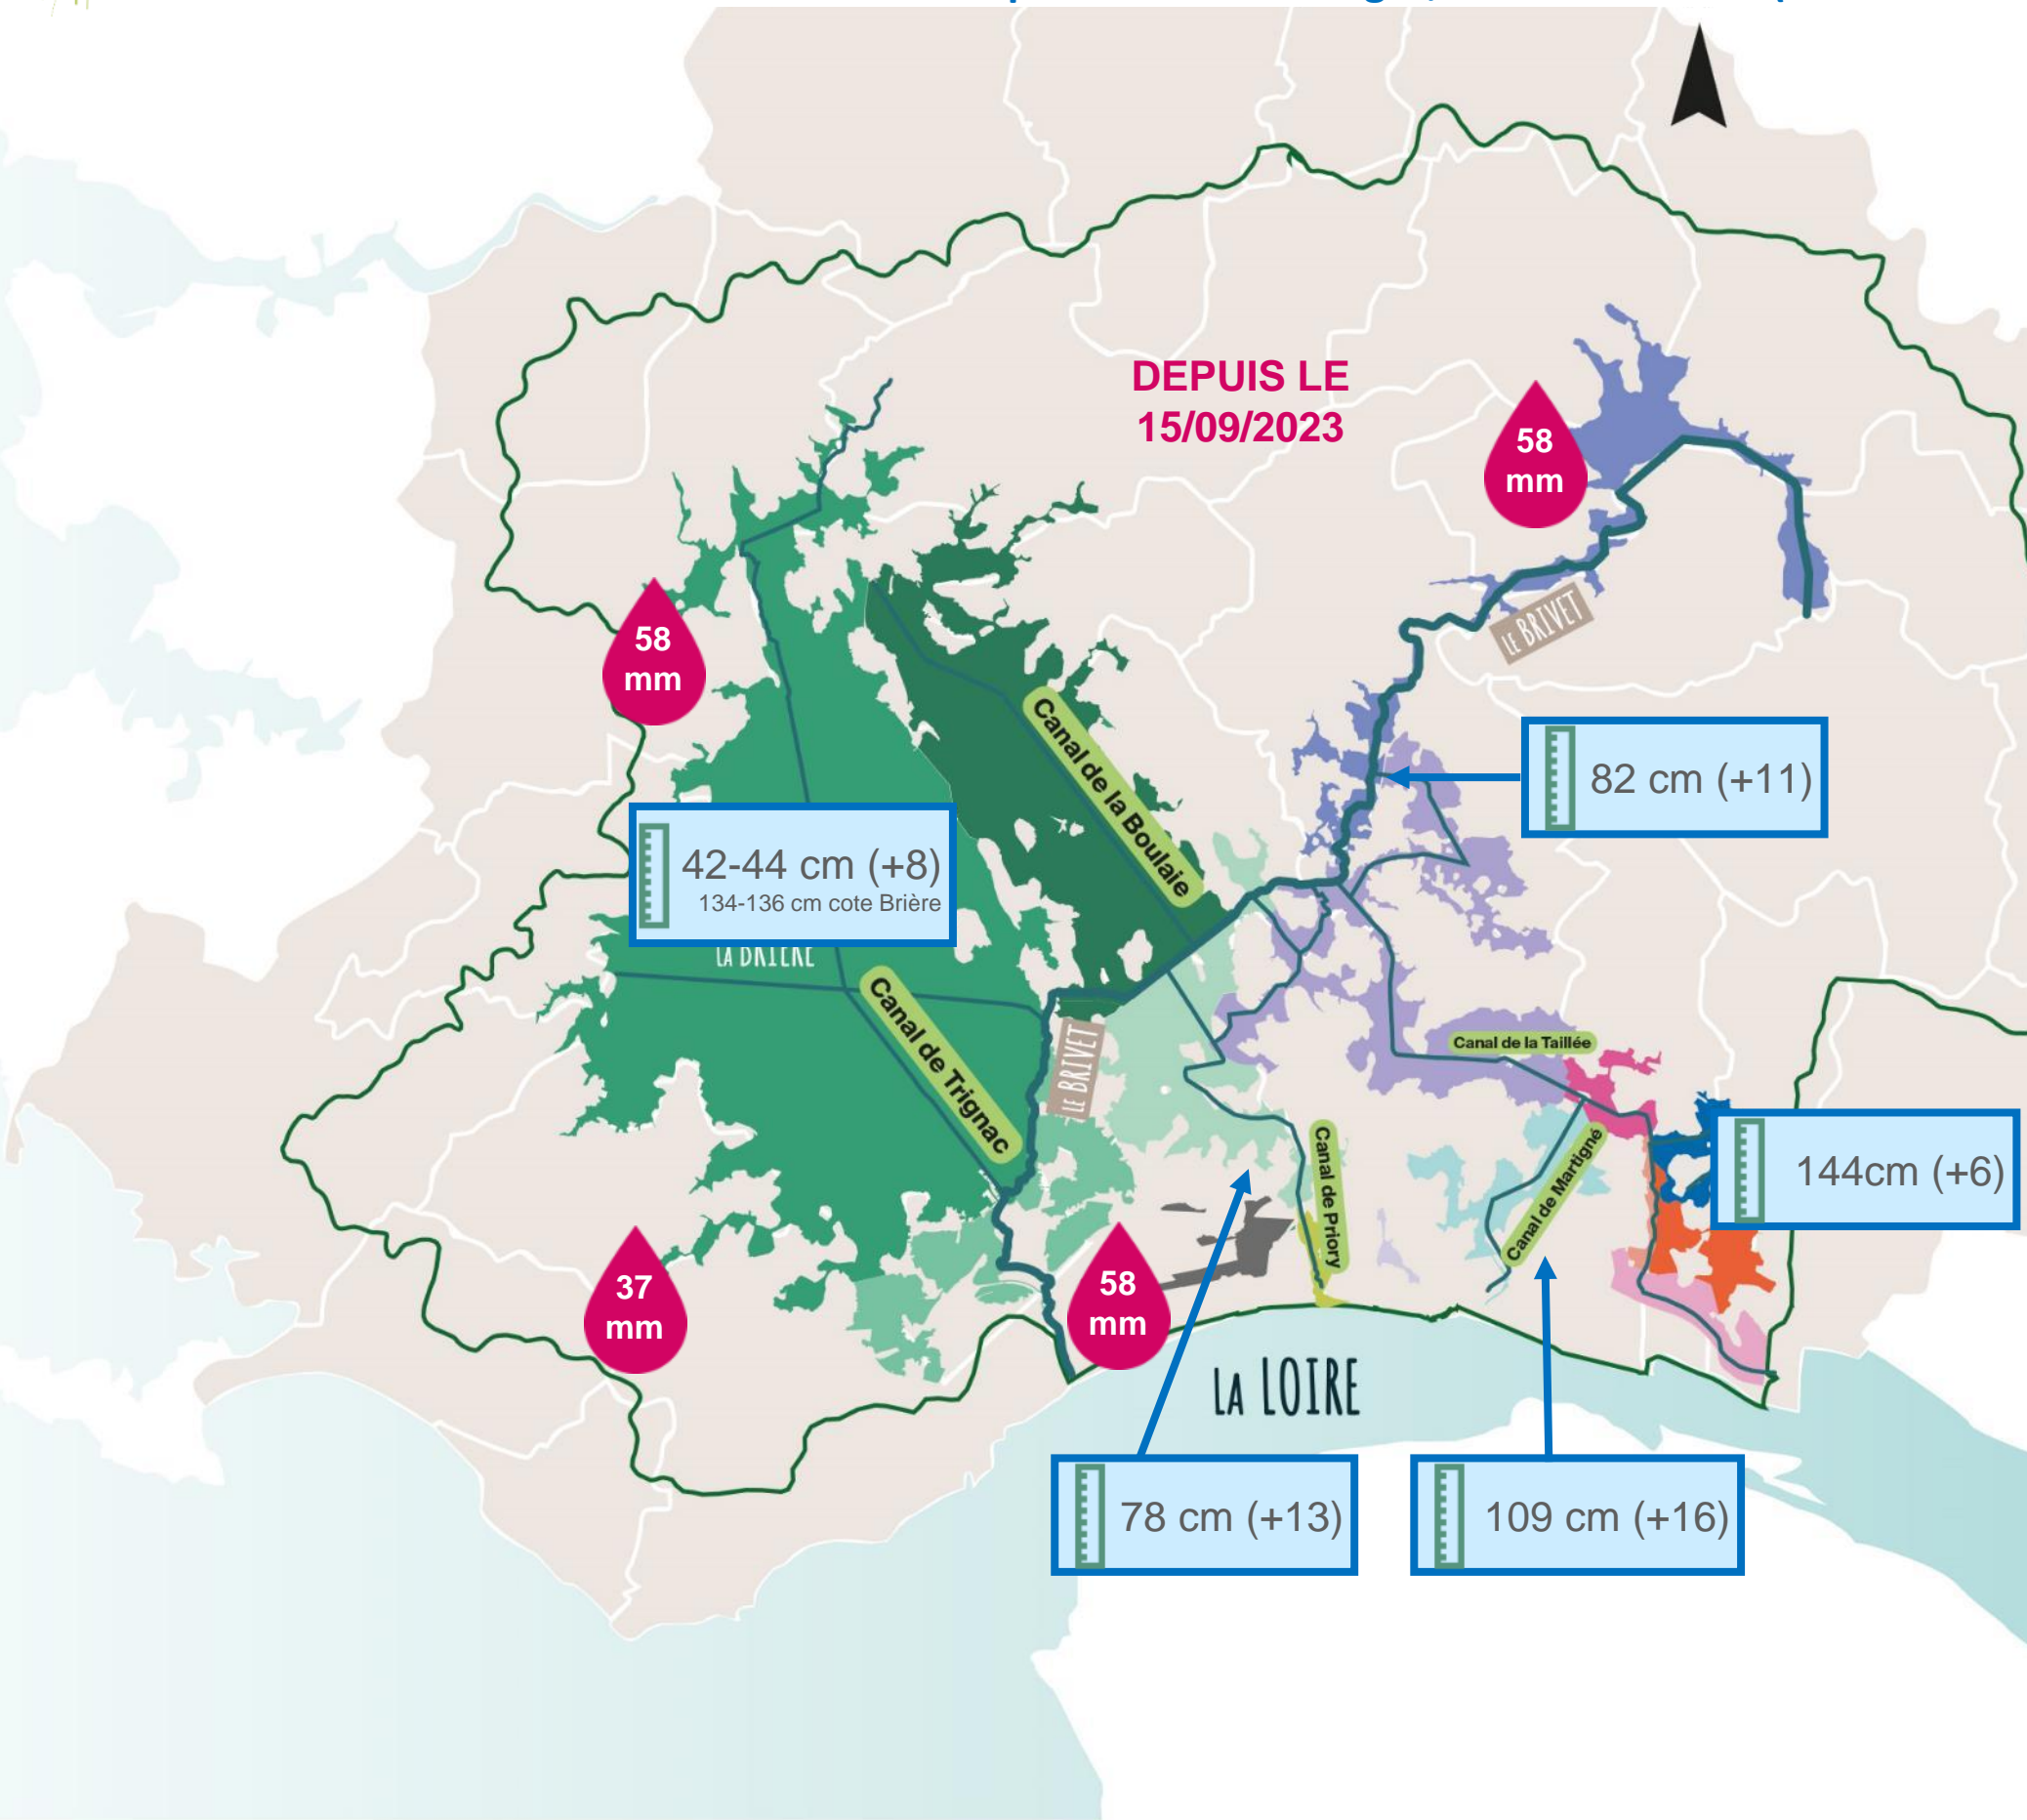 DEPUIS LE
15/09/2023
58
mm
58
mm
LE BRIVET
Canal de la Boulaie
82 cm (+11)
42-44 cm (+8)
134-136 cm cote Brière
LA BRIÈRE
Canal de Trignac
LE BRIVET
Canal de la Taillée
Canal de Priory
Canal de Martigné
144cm (+6)
37
mm
58
mm
LA LOIRE
78 cm (+13)
109 cm (+16)